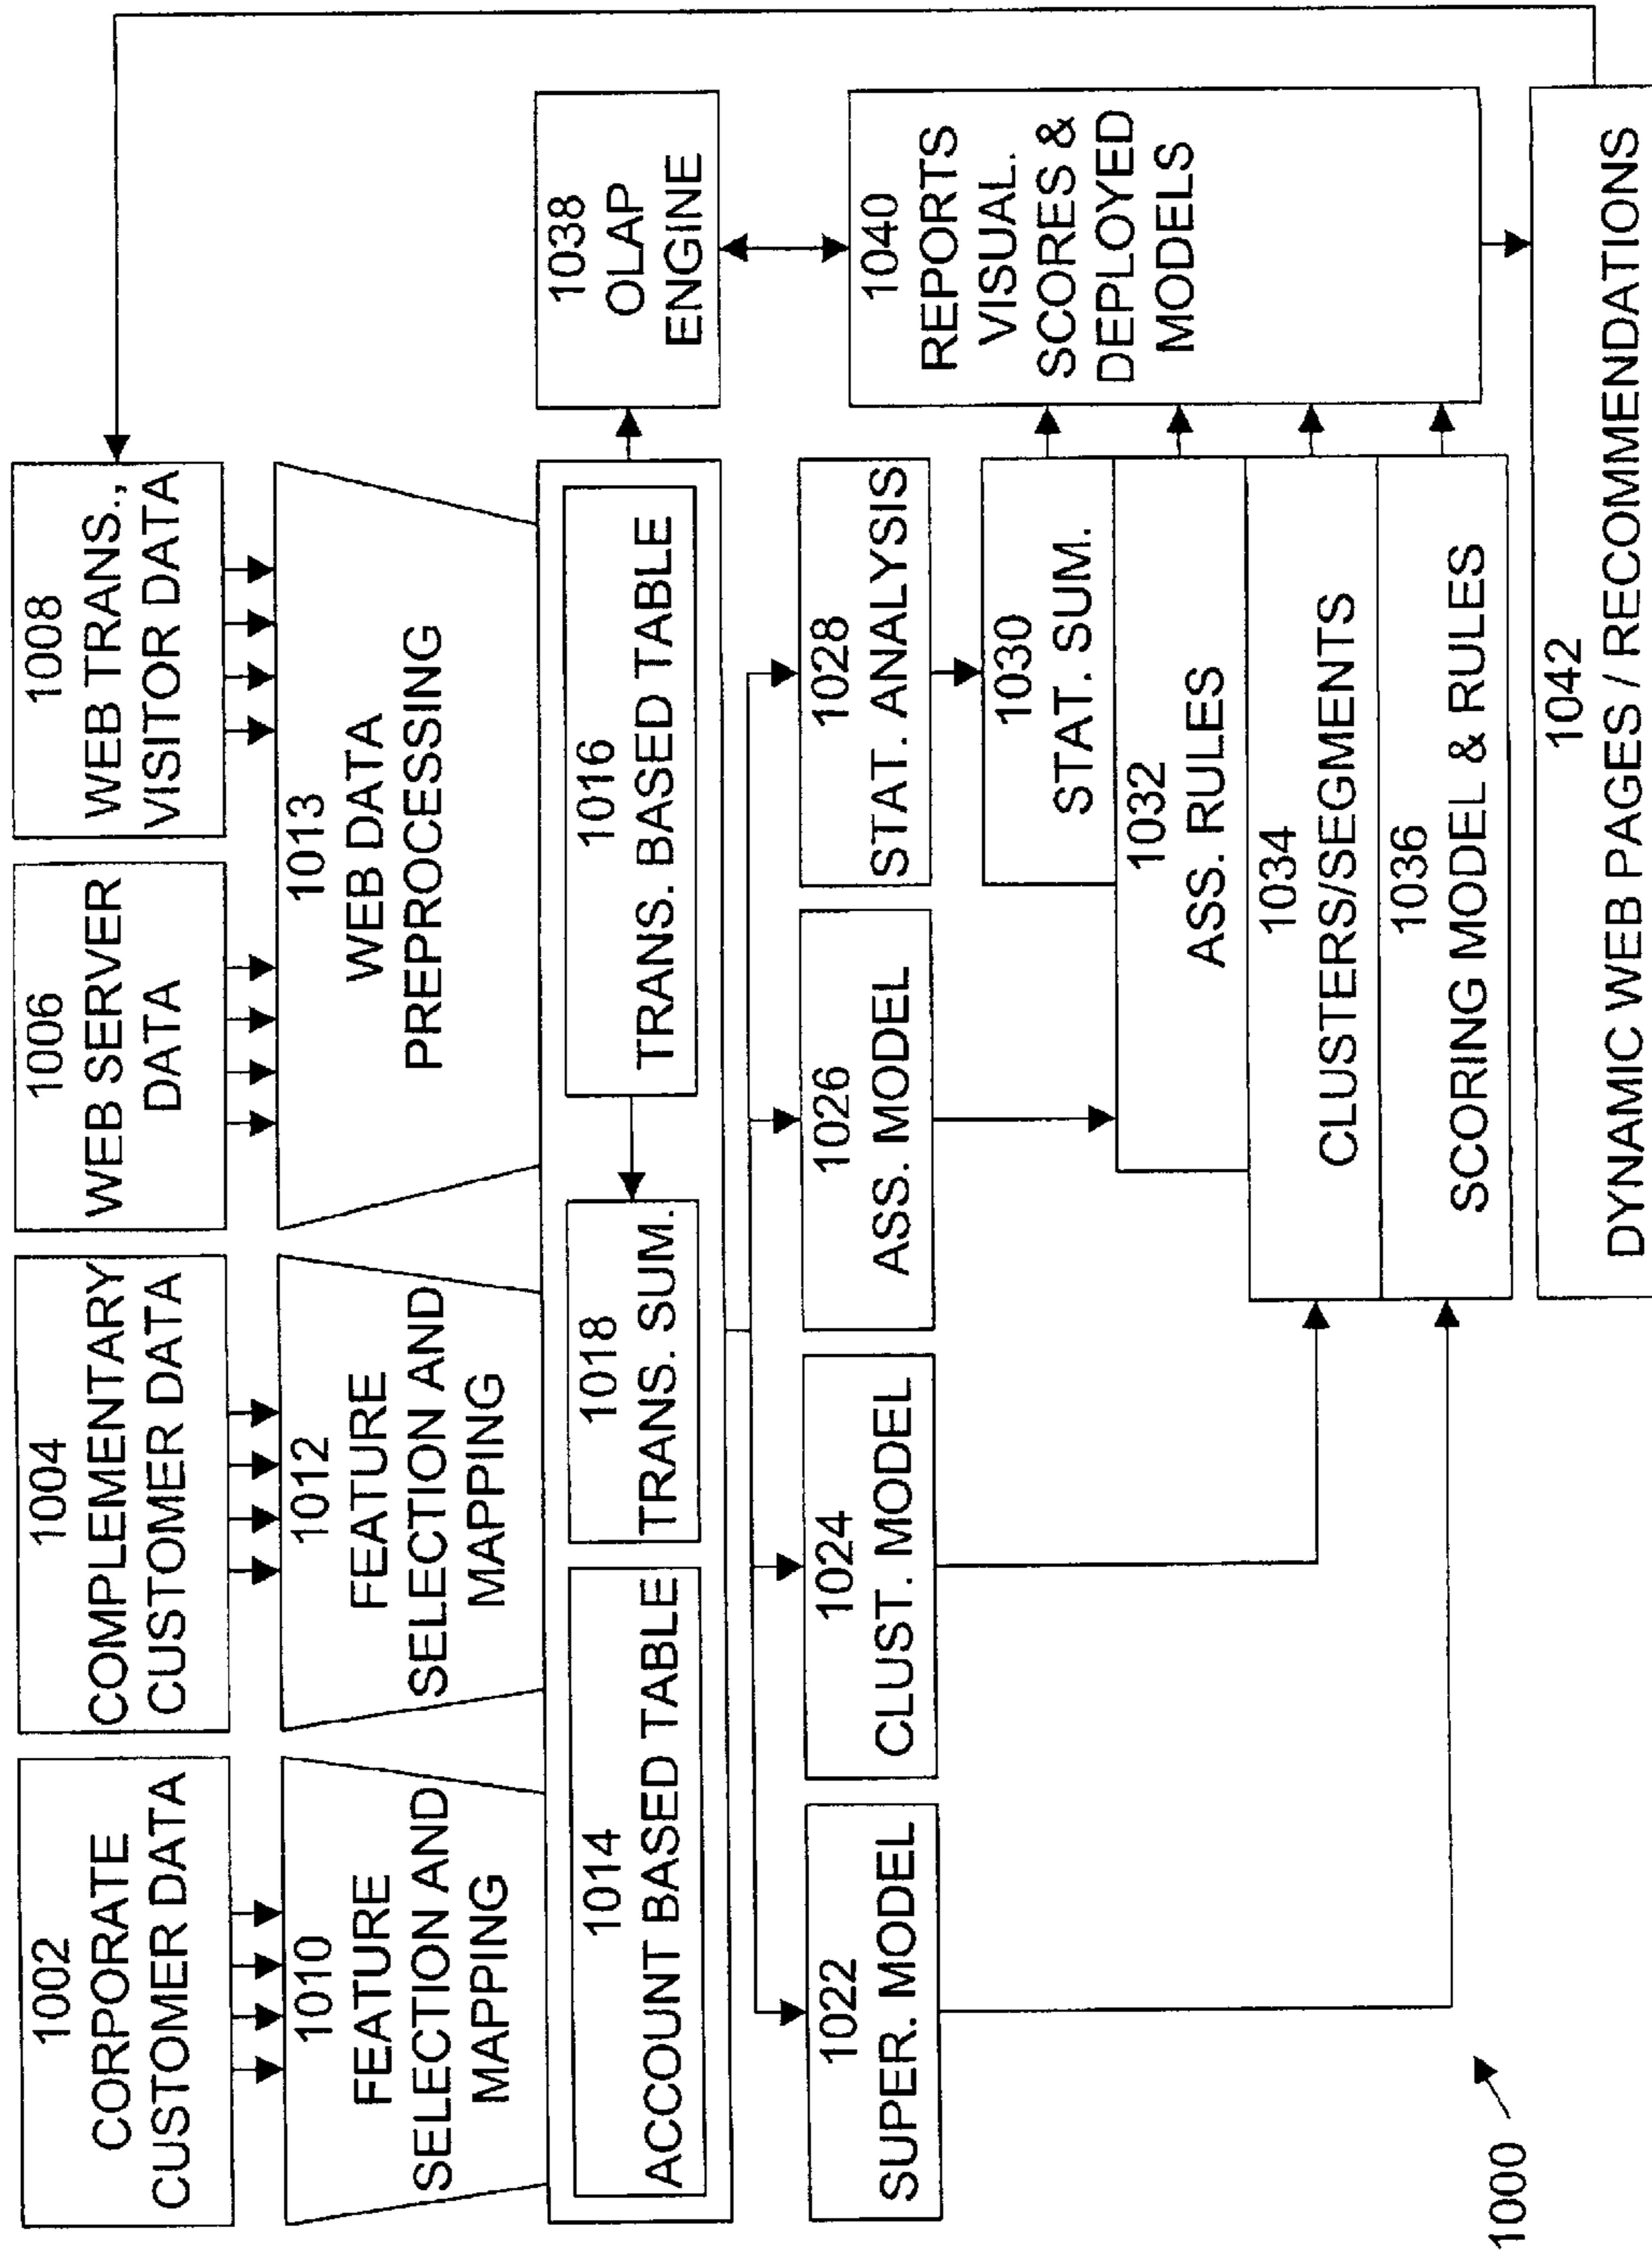 1002
CORPORATE
CUSTOMER DATA
1004
COMPLEMENTARY
CUSTOMER DATA
1006
WEB SERVER
DATA
1008
WEB TRANS.,
VISITOR DATA
1010
FEATURE
SELECTION AND
MAPPING
1012
FEATURE
SELECTION AND
MAPPING
1013
WEB DATA
PREPROCESSING
1014
ACCOUNT BASED TABLE
1018
TRANS. SUM.
1016
TRANS. BASED TABLE
1038
OLAP
ENGINE
1022
SUPER. MODEL
1024
CLUST. MODEL
1026
ASS. MODEL
1028
STAT. ANALYSIS
1030
STAT. SUM.
1032
ASS. RULES
1034
CLUSTERS/SEGMENTS
1036
SCORING MODEL & RULES
1040
REPORTS
VISUAL.
SCORES &
DEPLOYED
MODELS
1042
DYNAMIC WEB PAGES / RECOMMENDATIONS
1000